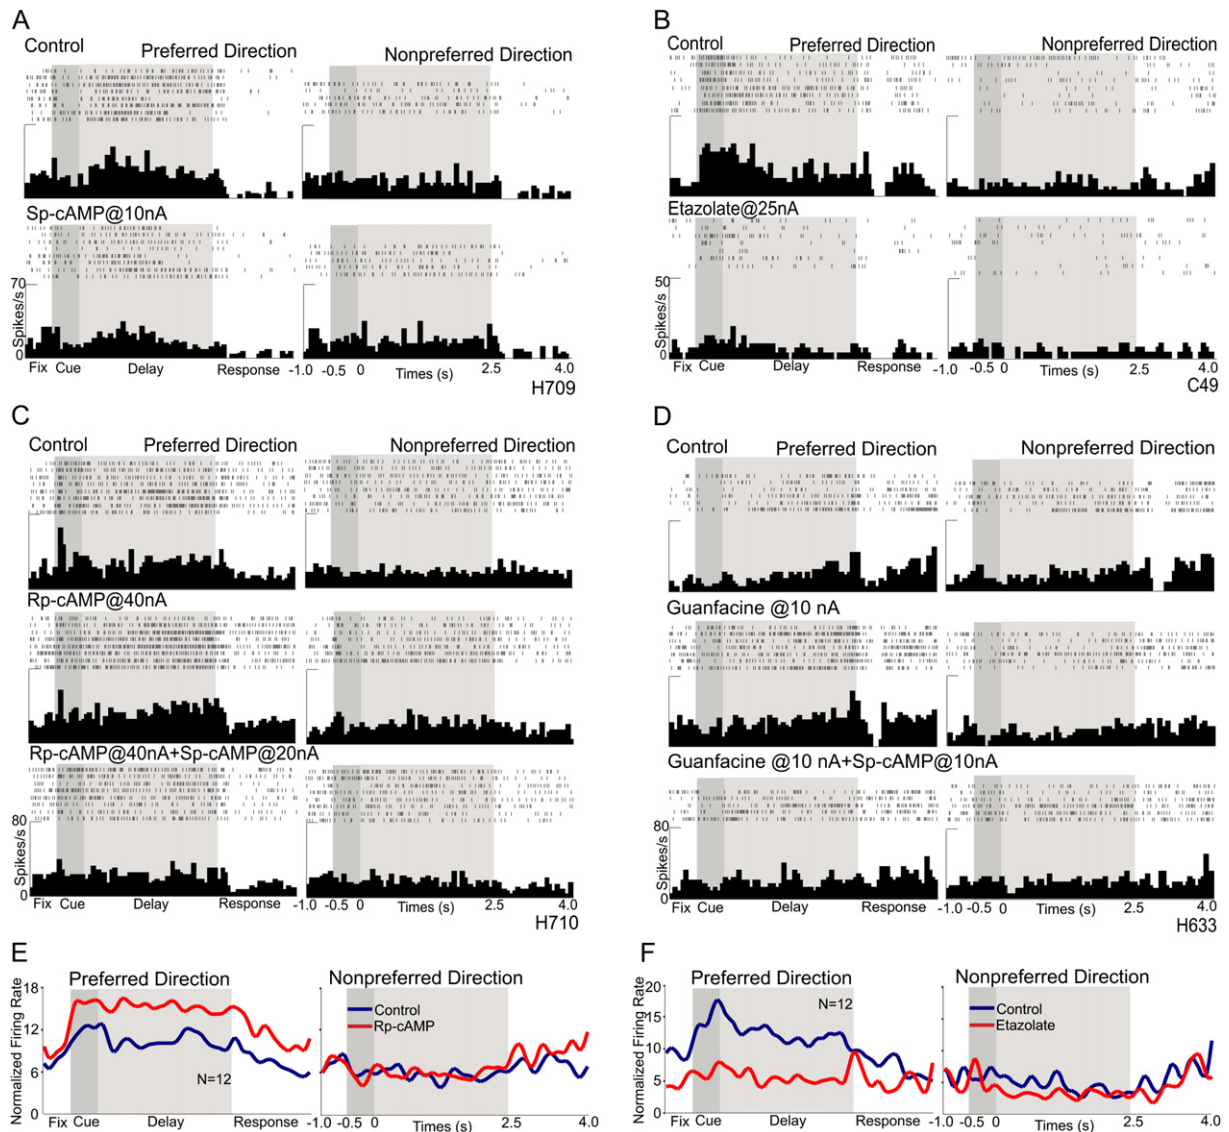 A
Control
Preferred Direction
Nonpreferred Direction
Sp-cAMP@10nA
70
Spikes/s
0
Fix Cue Delay Response -1.0 -0.5 0 Times (s) 2.5 4.0
H709
B
Control
Preferred Direction
Nonpreferred Direction
Etazolate@25nA
50
Spikes/s
0
Fix Cue Delay Response -1.0 -0.5 0 Times (s) 2.5 4.0
C49
C
Control
Preferred Direction
Nonpreferred Direction
Rp-cAMP@40nA
Rp-cAMP@40nA+Sp-cAMP@20nA
80
Spikes/s
0
Fix Cue Delay Response -1.0 -0.5 0 Times (s) 2.5 4.0
H710
D
Control
Preferred Direction
Nonpreferred Direction
Guanfacine @10 nA
Guanfacine @10 nA+Sp-cAMP@10nA
80
Spikes/s
0
Fix Cue Delay Response -1.0 -0.5 0 Times (s) 2.5 4.0
H633
E
Preferred Direction
Nonpreferred Direction
Normalized Firing Rate
18
12
6
0
N=12
Control
Rp-cAMP
Fix Cue Delay Response -1.0 -0.5 0 Times (s) 2.5 4.0
F
Preferred Direction
Nonpreferred Direction
Normalized Firing Rate
20
15
10
5
0
N=12
Control
Etazolate
Fix Cue Delay Response -1.0 -0.5 0 Times (s) 2.5 4.0